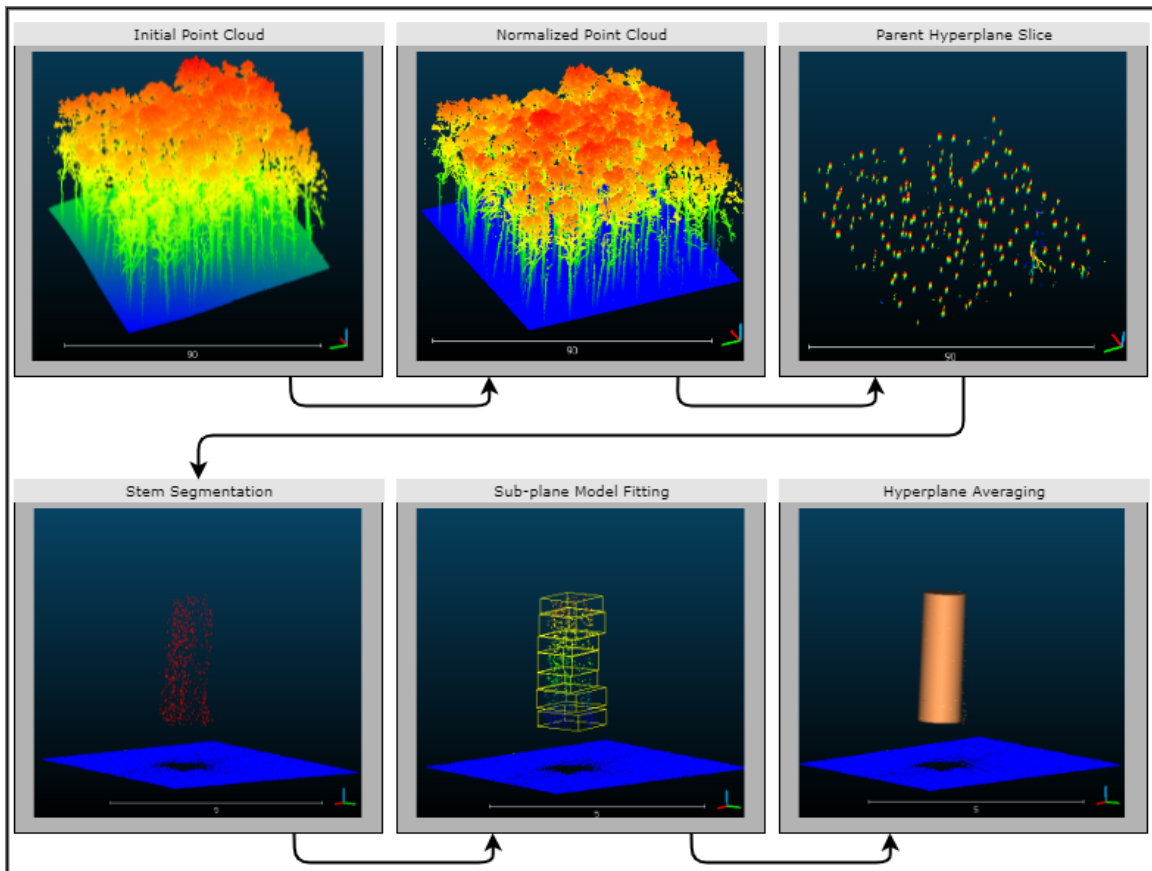 Initial Point Cloud
Normalized Point Cloud
Parent Hyperplane Slice
90
90
90
Stem Segmentation
Sub-plane Model Fitting
Hyperplane Averaging
5
5
5